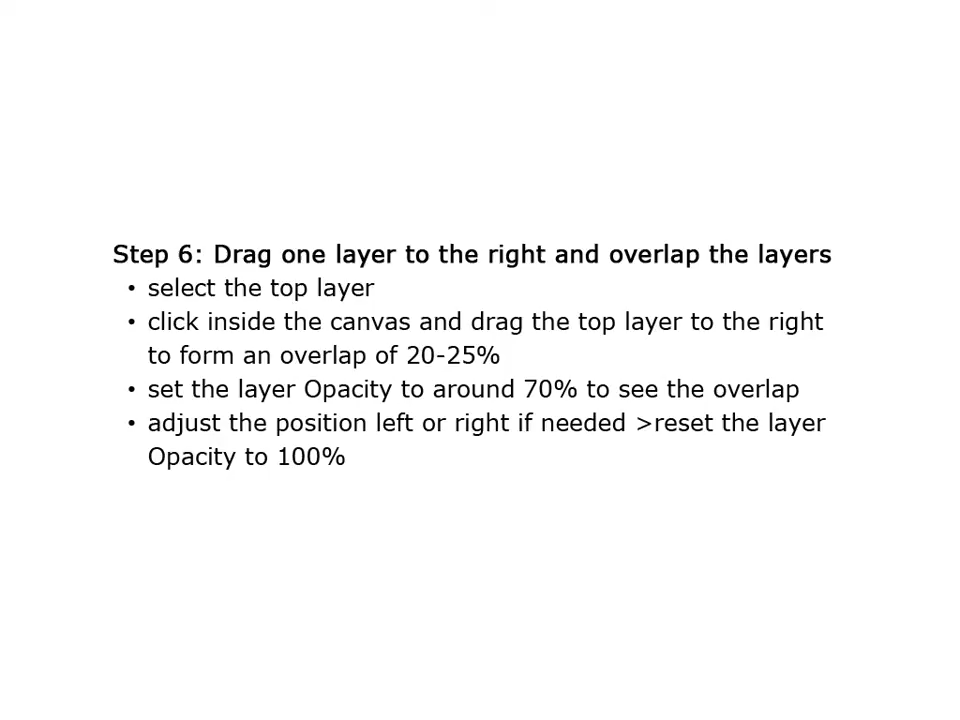 Step 6: Drag one layer to the right and overlap the layers
• select the top layer
• click inside the canvas and drag the top layer to the right
to form an overlap of 20-25%
• set the layer Opacity to around 70% to see the overlap
• adjust the position left or right if needed >reset the layer
Opacity to 100%